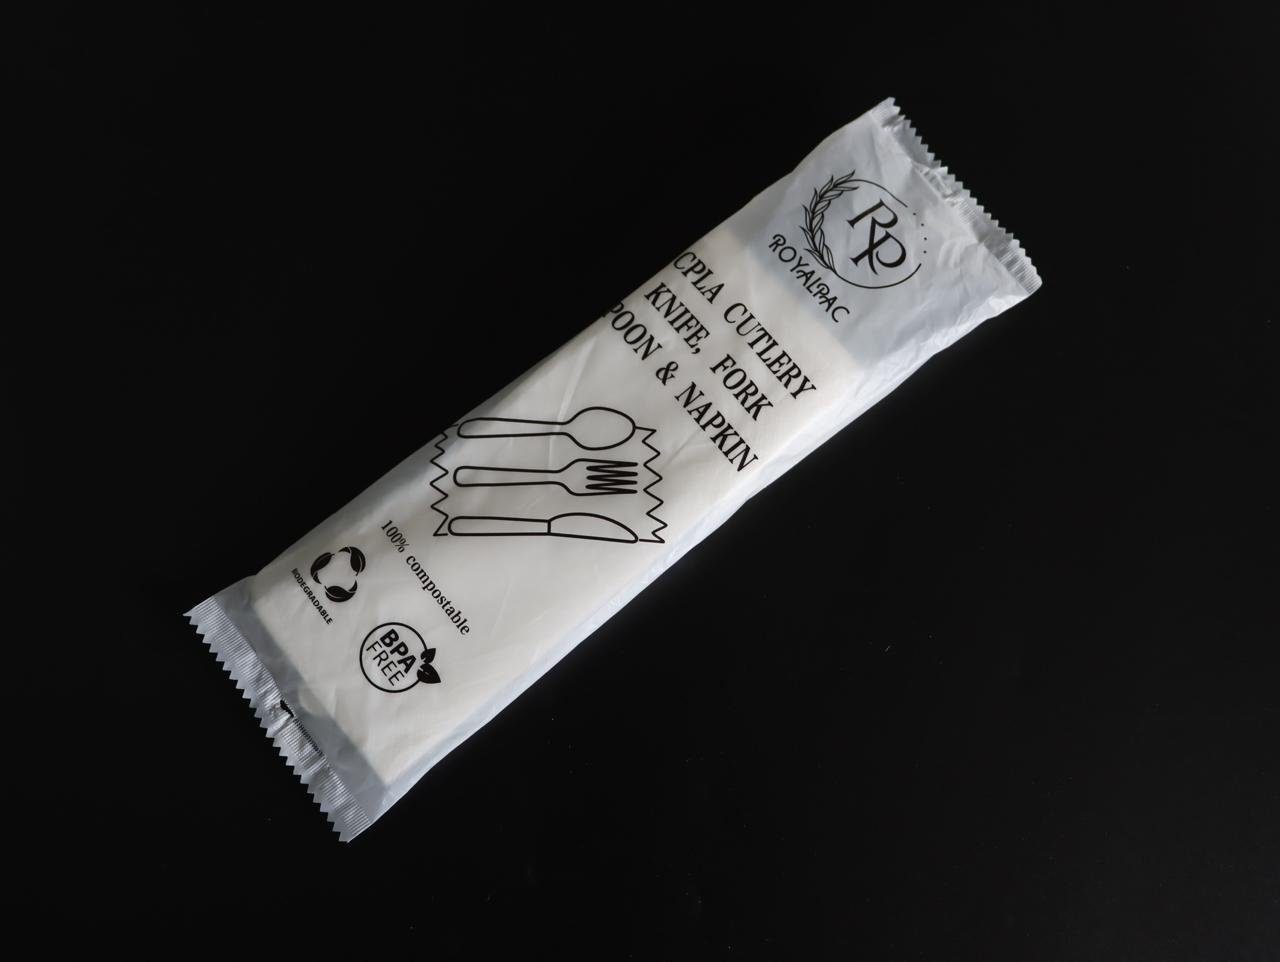 RP
ROYALPAC
CPLA CUTLERY
KNIFE, FORK
POON & NAPKIN
100% compostable
BIODEGRADABLE
BPA
FREE